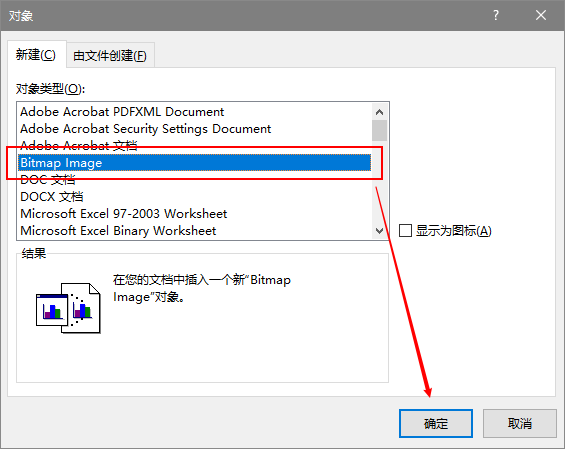 对象
新建(C)
由文件创建(F)
对象类型(O):
Adobe Acrobat PDFXML Document
Adobe Acrobat Security Settings Document
Adobe Acrobat 文档
Bitmap Image
DOC 文档
DOCX 文档
Microsoft Excel 97-2003 Worksheet
Microsoft Excel Binary Worksheet
显示为图标(A)
结果
在您的文档中插入一个新“Bitmap
Image”对象。
确定
取消